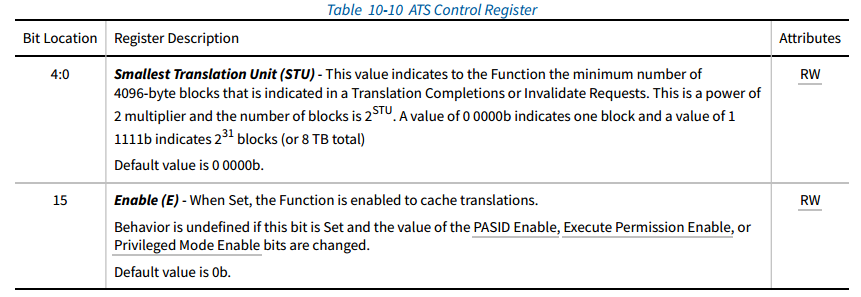 Table 10-10 ATS Control Register
Bit Location Register Description Attributes
4:0 Smallest Translation Unit (STU) - This value indicates to the Function the minimum number of RW
4096-byte blocks that is indicated in a Translation Completions or Invalidate Requests. This is a power of
2 multiplier and the number of blocks is 2^STU. A value of 0 0000b indicates one block and a value of 1
1111b indicates 2^31 blocks (or 8 TB total)
Default value is 0 0000b.
15 Enable (E) - When Set, the Function is enabled to cache translations. RW
Behavior is undefined if this bit is Set and the value of the PASID Enable, Execute Permission Enable, or
Privileged Mode Enable bits are changed.
Default value is 0b.